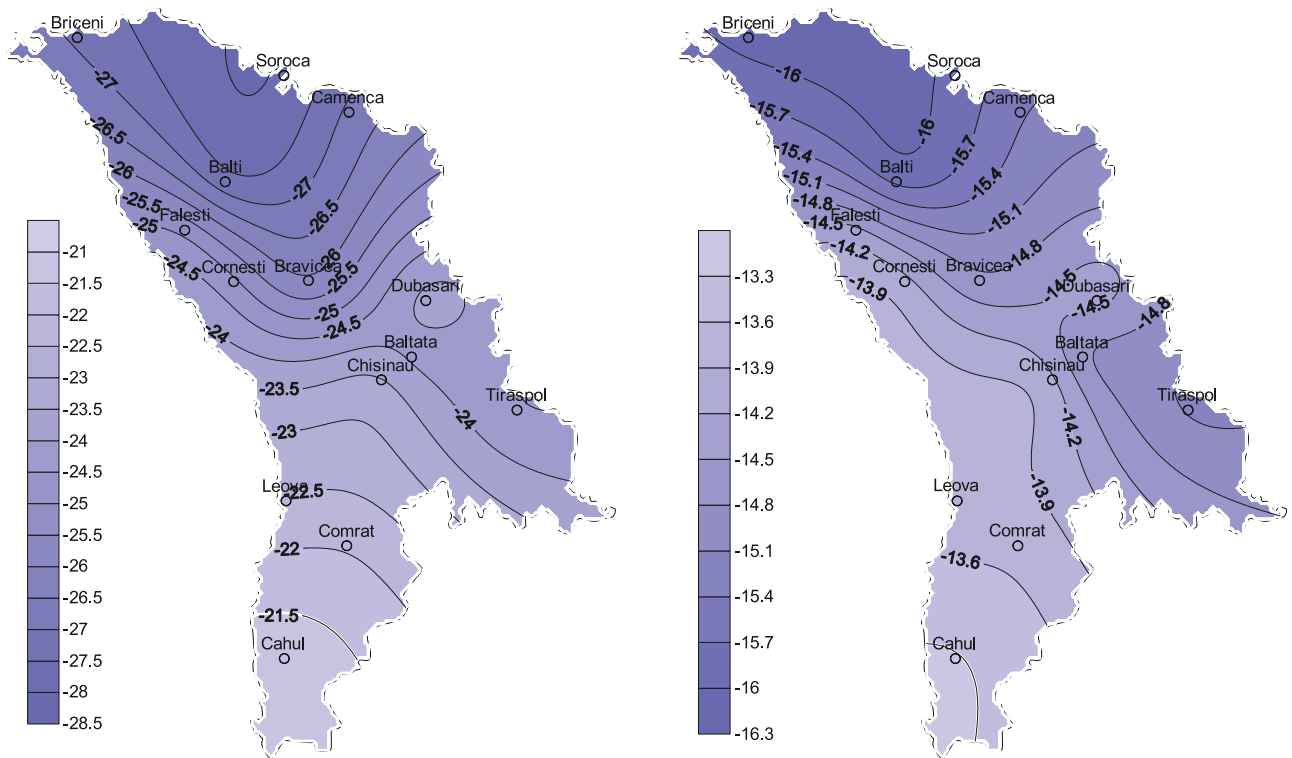 Briceni
Soroca
Camenca
-27
-26.5
Balti
-27
-26
-25.5
Falesti
-26.5
-25
-24.5
Cornesti
Bravicea
-26
-25.5
Dubasari
-25
-24.5
-24
Baltata
Chisinau
-23.5
Tiraspol
-24
-23
Leova
-22.5
Comrat
-22
-21.5
Cahul
-21
-21.5
-22
-22.5
-23
-23.5
-24
-24.5
-25
-25.5
-26
-26.5
-27
-27.5
-28
-28.5
Briceni
Soroca
-16
Camenca
-15.7
-16
-15.4
-15.7
Balti
-15.1
-15.4
-14.8
Falesti
-14.5
-15.1
-14.2
-14.8
Cornesti
Bravicea
-13.9
-14.5
Dubasari
-14.5
-14.8
Baltata
Chisinau
Tiraspol
-14.2
Leova
-13.9
Comrat
-13.6
Cahul
-13.3
-13.6
-13.9
-14.2
-14.5
-14.8
-15.1
-15.4
-15.7
-16
-16.3